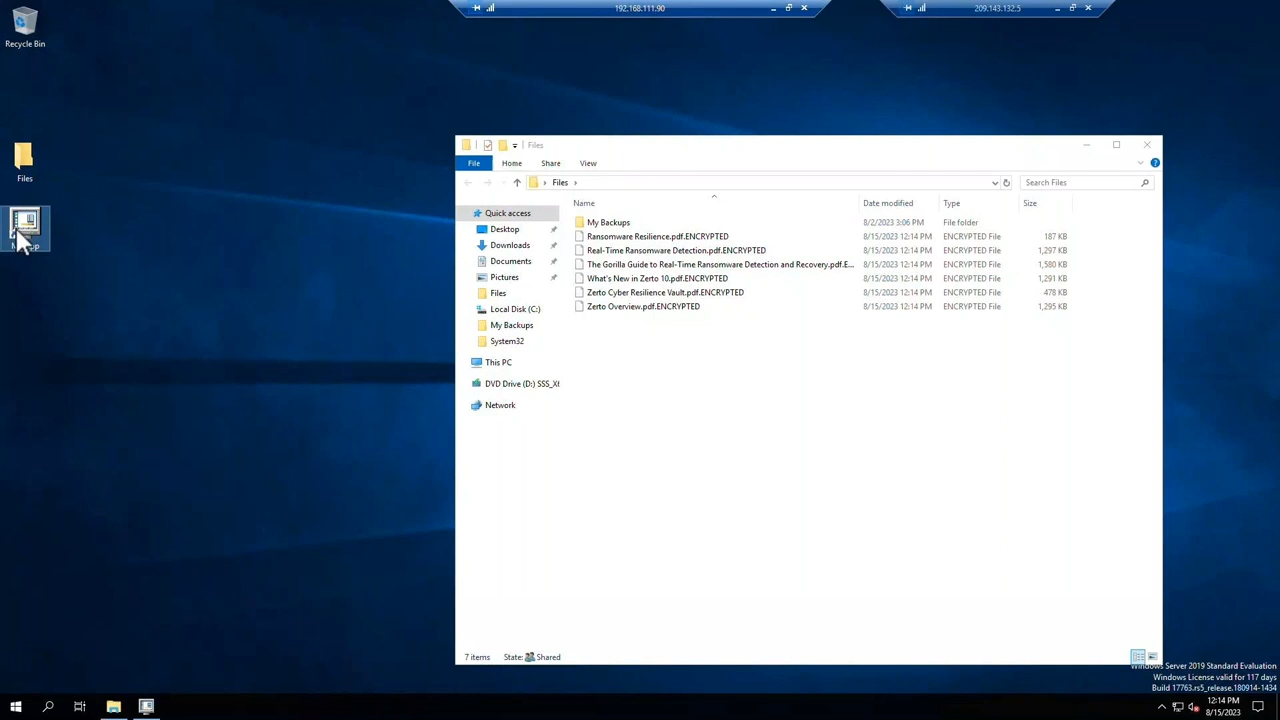 192.168.111.90
209.143.132.5
Recycle Bin
Files
Files
File Home Share View
Files
Search Files
Name Date modified Type Size
Quick access
Desktop
Downloads
Documents
Pictures
Files
Local Disk (C:)
My Backups
System32
This PC
DVD Drive (D:) SSS_X6
Network
My Backups 8/2/2023 3:06 PM File folder
Ransomware Resilience.pdf.ENCRYPTED 8/15/2023 12:14 PM ENCRYPTED File 187 KB
Real-Time Ransomware Detection.pdf.ENCRYPTED 8/15/2023 12:14 PM ENCRYPTED File 1,297 KB
The Gorilla Guide to Real-Time Ransomware Detection and Recovery.pdf.E... 8/15/2023 12:14 PM ENCRYPTED File 1,580 KB
What's New in Zerto 10.pdf.ENCRYPTED 8/15/2023 12:14 PM ENCRYPTED File 1,291 KB
Zerto Cyber Resilience Vault.pdf.ENCRYPTED 8/15/2023 12:14 PM ENCRYPTED File 478 KB
Zerto Overview.pdf.ENCRYPTED 8/15/2023 12:14 PM ENCRYPTED File 1,295 KB
7 items State: Shared
Windows Server 2019 Standard Evaluation
Windows License valid for 117 days
Build 17763.rs5_release.180914-1434
12:14 PM
8/15/2023